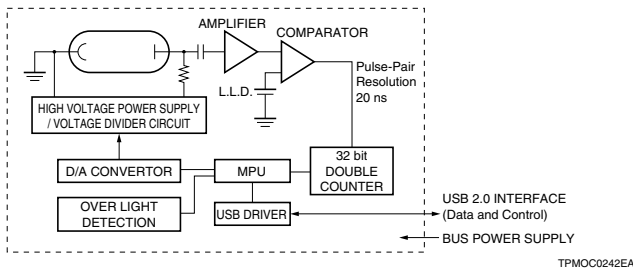 AMPLIFIER
COMPARATOR
Pulse-Pair
Resolution
20 ns
L.L.D.
HIGH VOLTAGE POWER SUPPLY
/ VOLTAGE DIVIDER CIRCUIT
D/A CONVERTOR
MPU
32 bit
DOUBLE
COUNTER
OVER LIGHT
DETECTION
USB DRIVER
USB 2.0 INTERFACE
(Data and Control)
BUS POWER SUPPLY
TPMOC0242EA